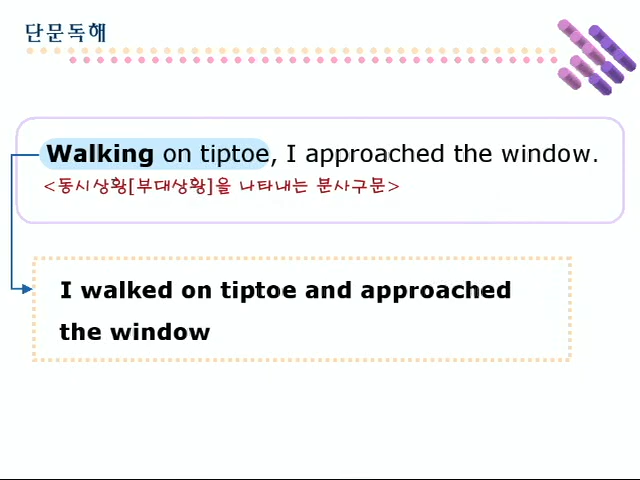 단문독해
Walking on tiptoe, I approached the window.
<동시상황[부대상황]을 나타내는 분사구문>
I walked on tiptoe and approached
the window